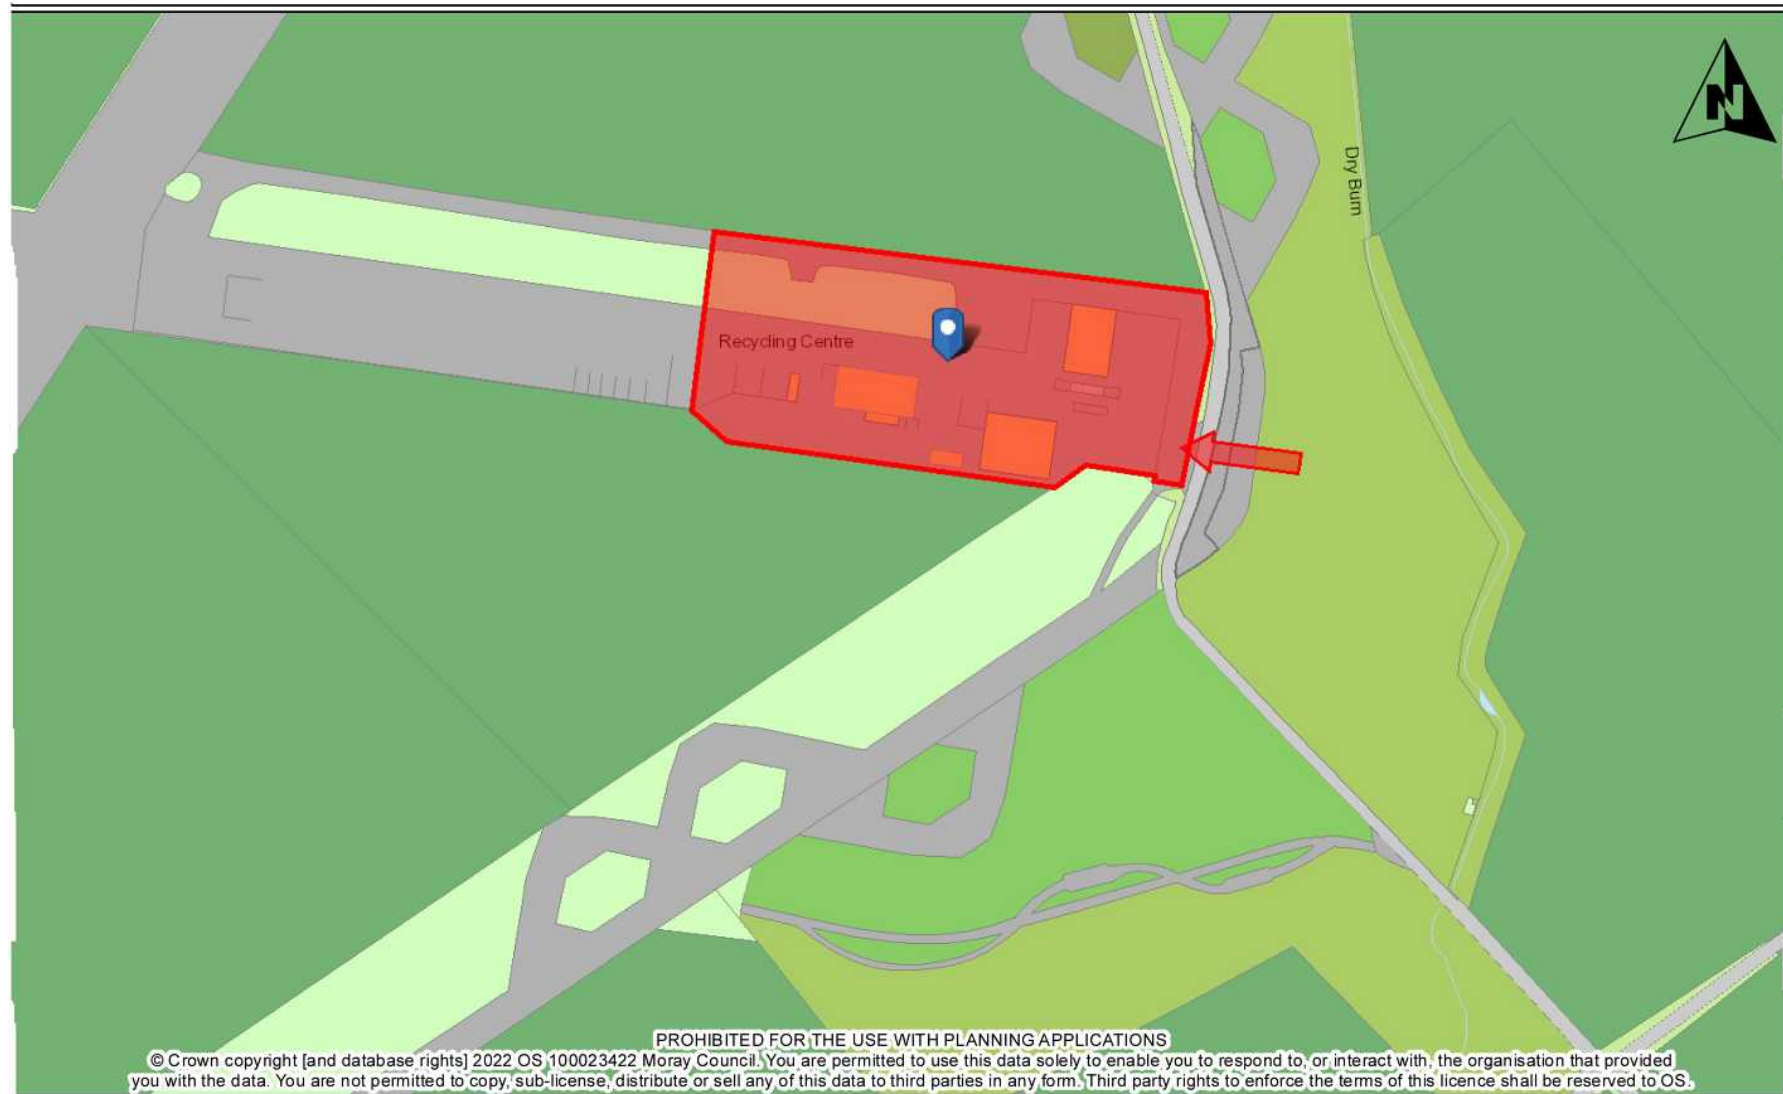 N
Dry Burn
Recycling Centre
PROHIBITED FOR THE USE WITH PLANNING APPLICATIONS
© Crown copyright [and database rights] 2022 OS 100023422 Moray Council. You are permitted to use this data solely to enable you to respond to, or interact with, the organisation that provided
you with the data. You are not permitted to copy, sub-license, distribute or sell any of this data to third parties in any form. Third party rights to enforce the terms of this licence shall be reserved to OS.